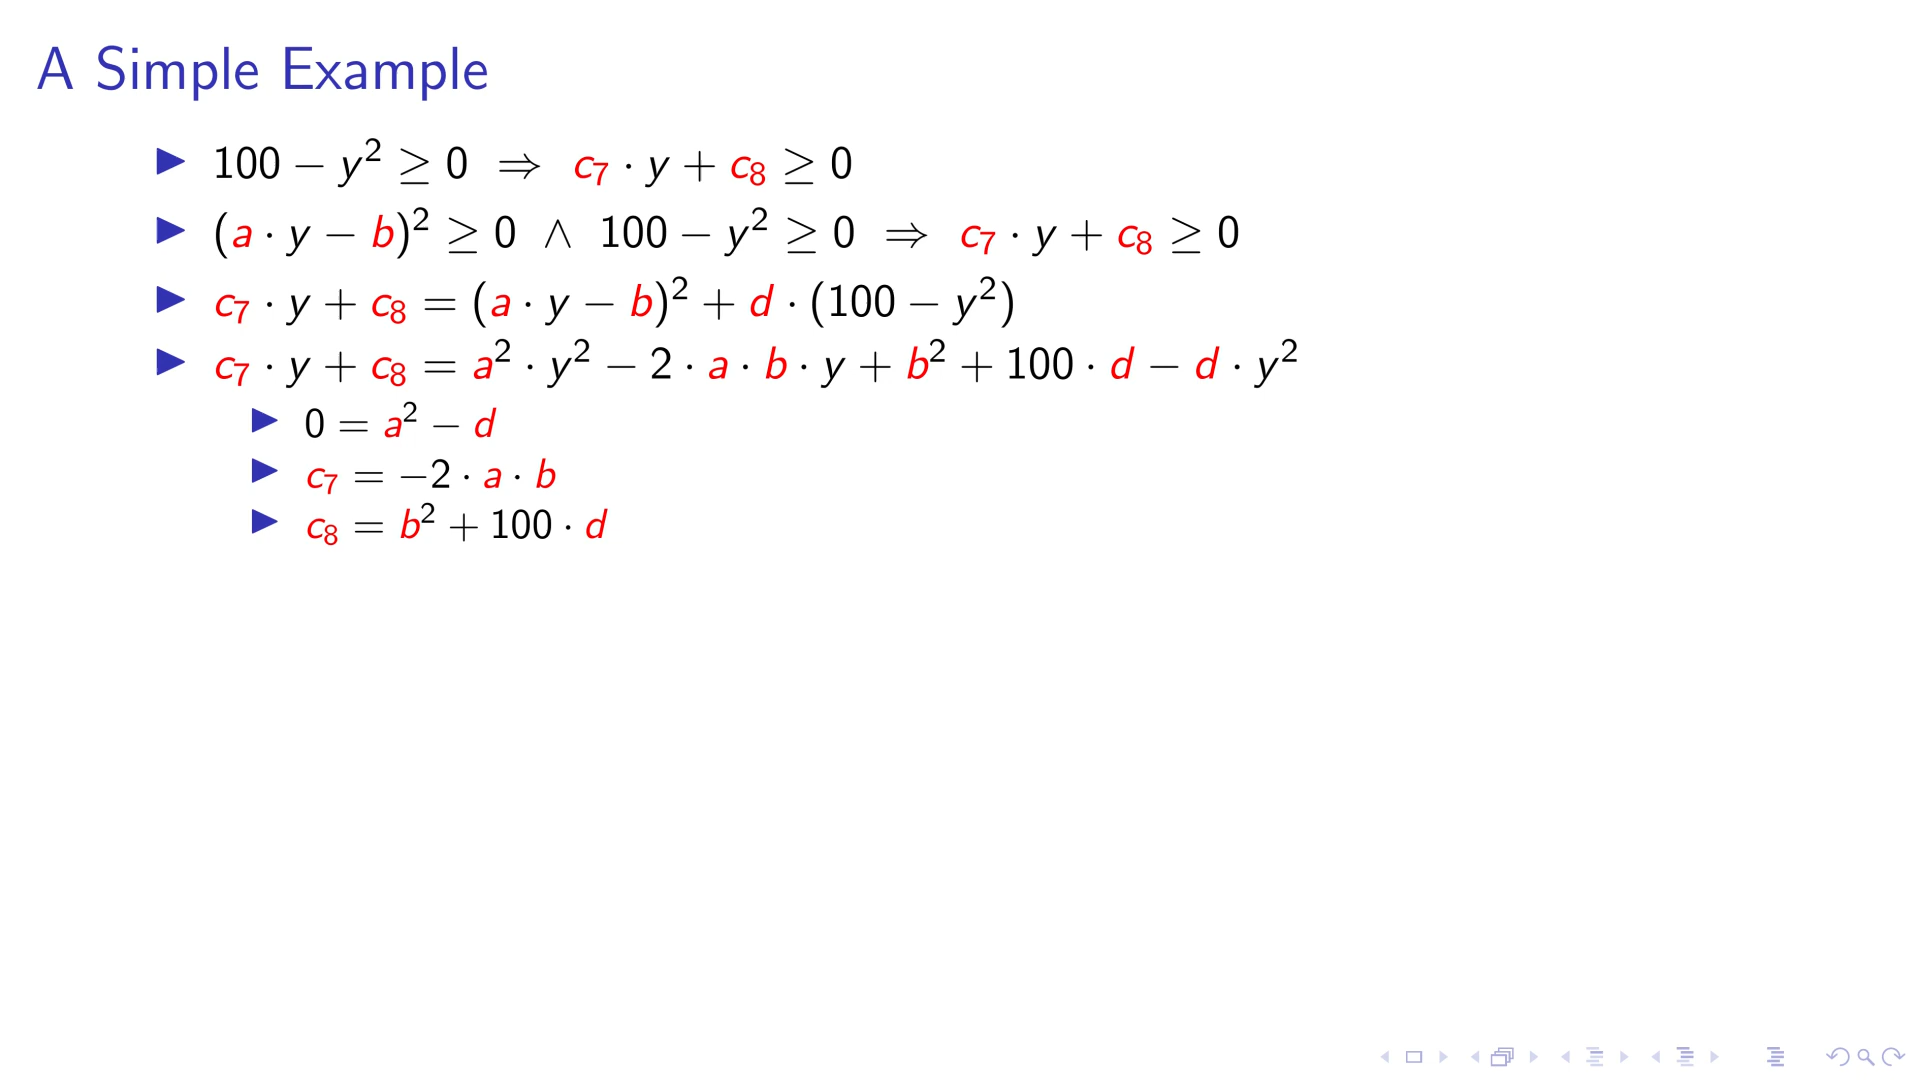 A Simple Example
▶ 100 − y² ≥ 0 ⇒ c₇ · y + c₈ ≥ 0
▶ (a · y − b)² ≥ 0 ∧ 100 − y² ≥ 0 ⇒ c₇ · y + c₈ ≥ 0
▶ c₇ · y + c₈ = (a · y − b)² + d · (100 − y²)
▶ c₇ · y + c₈ = a² · y² − 2 · a · b · y + b² + 100 · d − d · y²
▶ 0 = a² − d
▶ c₇ = −2 · a · b
▶ c₈ = b² + 100 · d